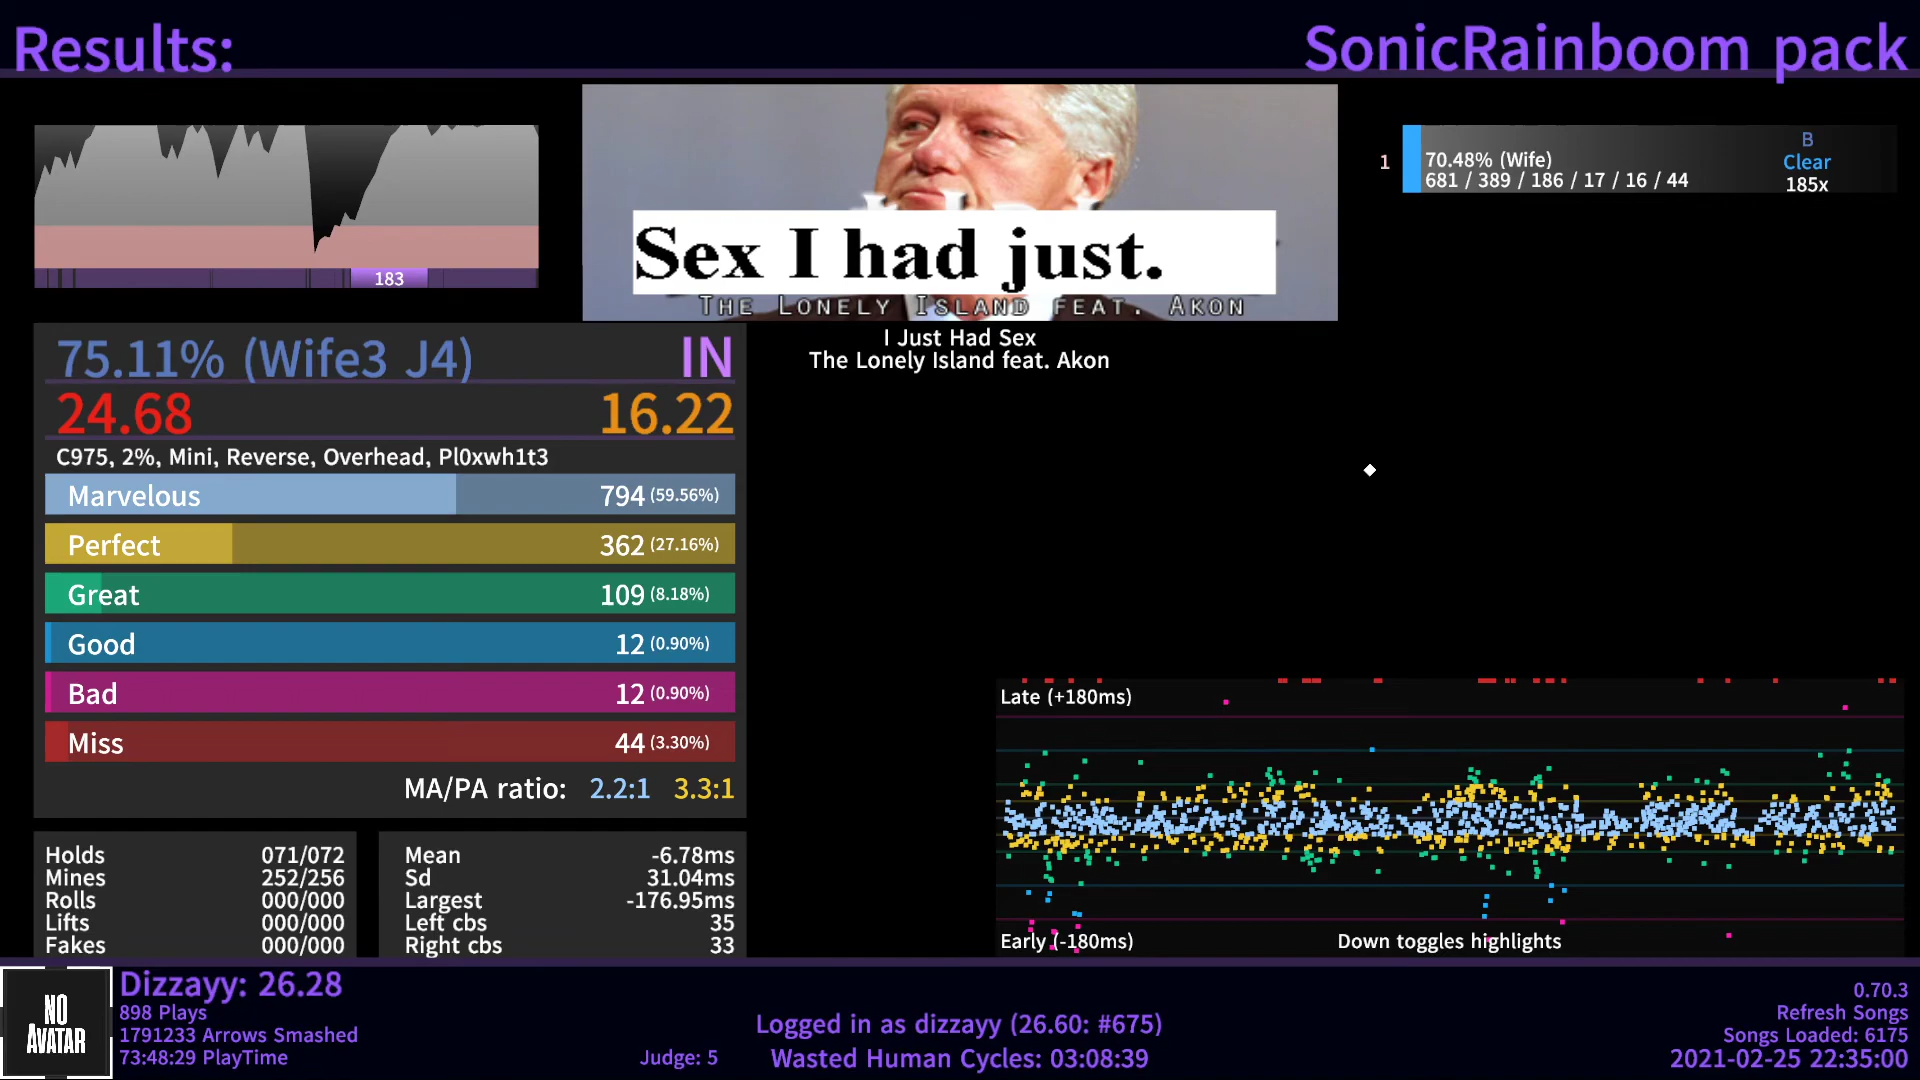 Results:
SonicRainboom pack
183
Sex I had just.
The Lonely Island feat. Akon
I Just Had Sex
The Lonely Island feat. Akon
1
70.48% (Wife)
681 / 389 / 186 / 17 / 16 / 44
B
Clear
185x
75.11% (Wife3 J4)
IN
24.68
16.22
C975, 2%, Mini, Reverse, Overhead, Pl0xwh1t3
Marvelous 794 (59.56%)
Perfect 362 (27.16%)
Great 109 (8.18%)
Good 12 (0.90%)
Bad 12 (0.90%)
Miss 44 (3.30%)
MA/PA ratio: 2.2:1 3.3:1
Holds 071/072
Mines 252/256
Rolls 000/000
Lifts 000/000
Fakes 000/000
Mean -6.78ms
Sd 31.04ms
Largest -176.95ms
Left cbs 35
Right cbs 33
Late (+180ms)
Early (-180ms)
Down toggles highlights
NO
AVATAR
Dizzayy: 26.28
898 Plays
1791233 Arrows Smashed
73:48:29 PlayTime
Judge: 5
Logged in as dizzayy (26.60: #675)
Wasted Human Cycles: 03:08:39
0.70.3
Refresh Songs
Songs Loaded: 6175
2021-02-25 22:35:00